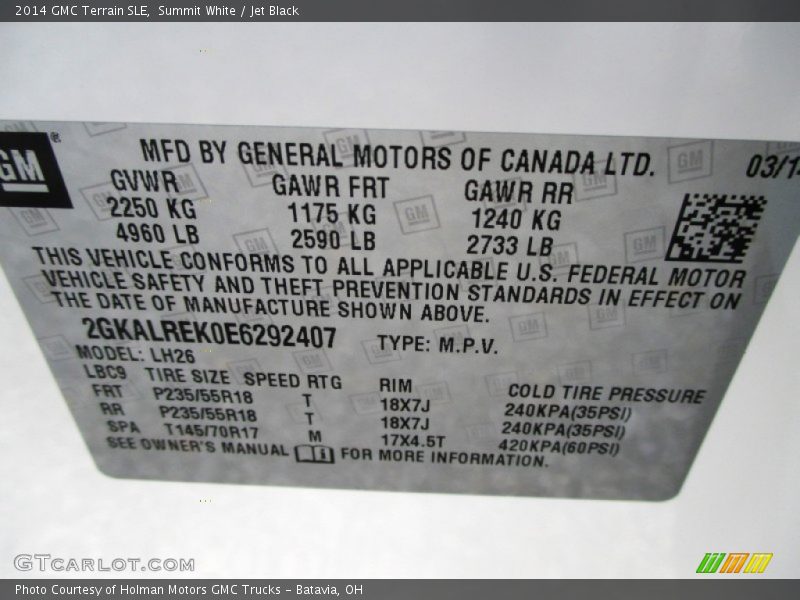 2014 GMC Terrain SLE, Summit White / Jet Black
GM®
MFD BY GENERAL MOTORS OF CANADA LTD. 03/14
GVWR GAWR FRT GAWR RR
2250 KG 1175 KG 1240 KG
4960 LB 2590 LB 2733 LB
THIS VEHICLE CONFORMS TO ALL APPLICABLE U.S. FEDERAL MOTOR
VEHICLE SAFETY AND THEFT PREVENTION STANDARDS IN EFFECT ON
THE DATE OF MANUFACTURE SHOWN ABOVE.
2GKALREK0E6292407 TYPE: M.P.V.
MODEL: LH26
LBC9 TIRE SIZE SPEED RTG RIM COLD TIRE PRESSURE
FRT P235/55R18 T 18X7J 240KPA(35PSI)
RR P235/55R18 T 18X7J 240KPA(35PSI)
SPA T145/70R17 M 17X4.5T 420KPA(60PSI)
SEE OWNER'S MANUAL FOR MORE INFORMATION.
GTCARLOT.COM
Photo Courtesy of Holman Motors GMC Trucks - Batavia, OH